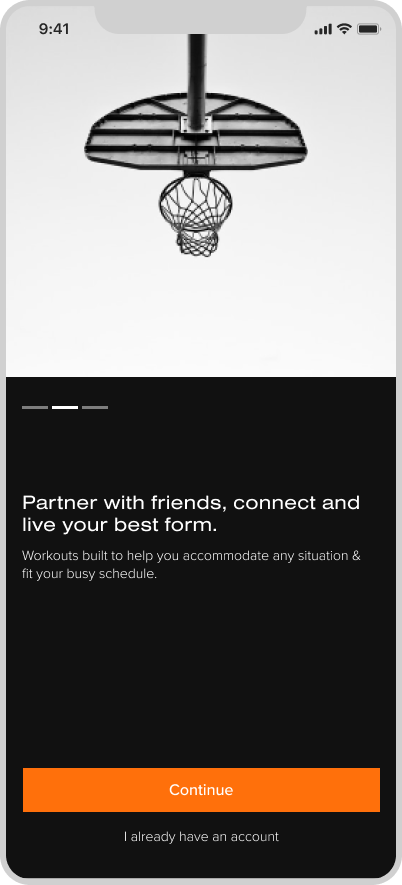 9:41
Partner with friends, connect and
live your best form.
Workouts built to help you accommodate any situation &
fit your busy schedule.
Continue
I already have an account